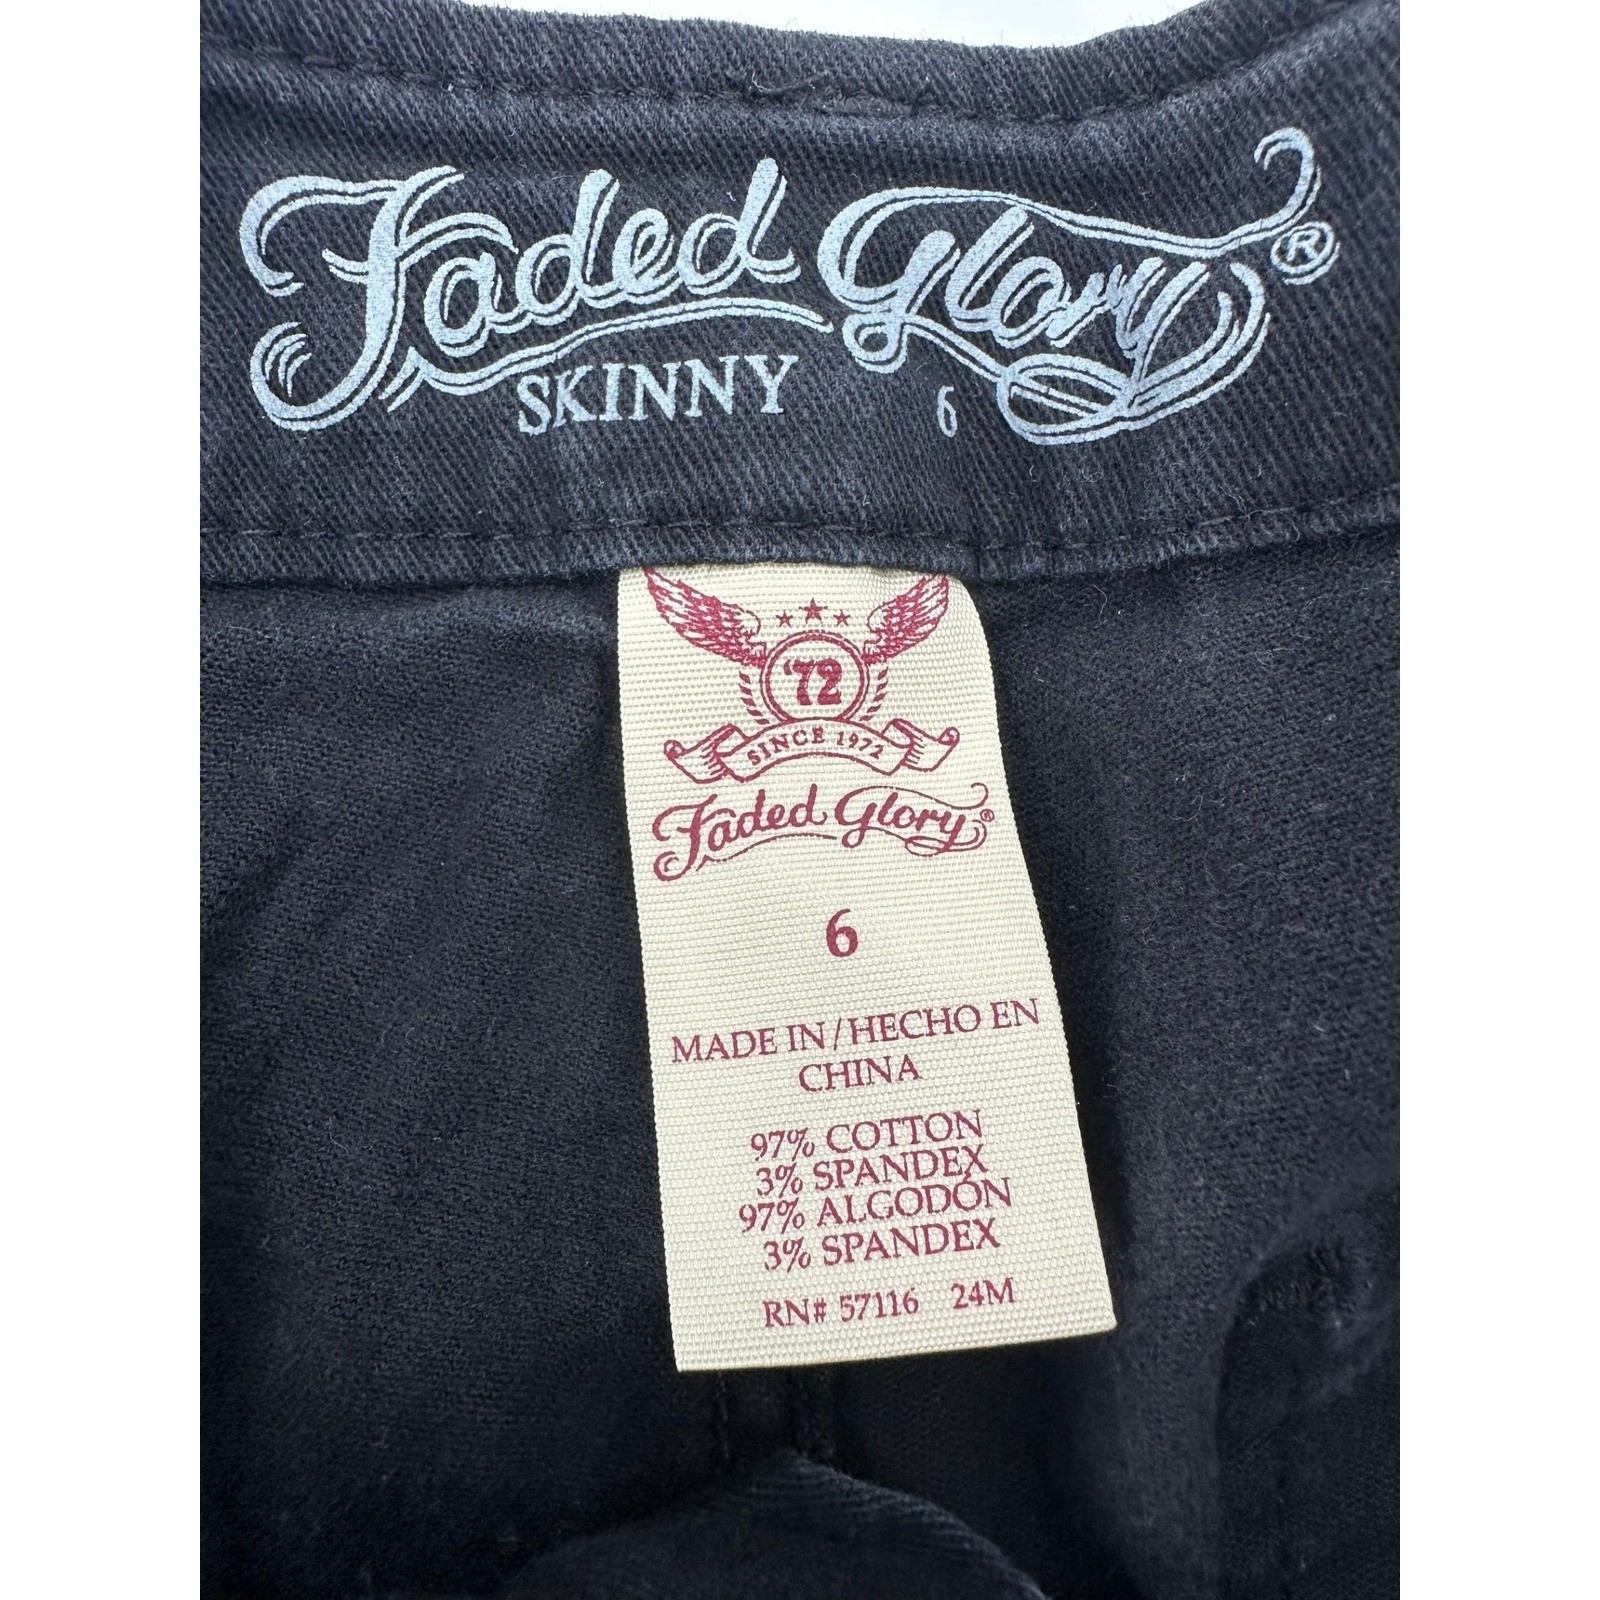 Faded Glory®
SKINNY 6
'72
SINCE 1972
Faded Glory®
6
MADE IN / HECHO EN
CHINA
97% COTTON
3% SPANDEX
97% ALGODÓN
3% SPANDEX
RN# 57116 24M